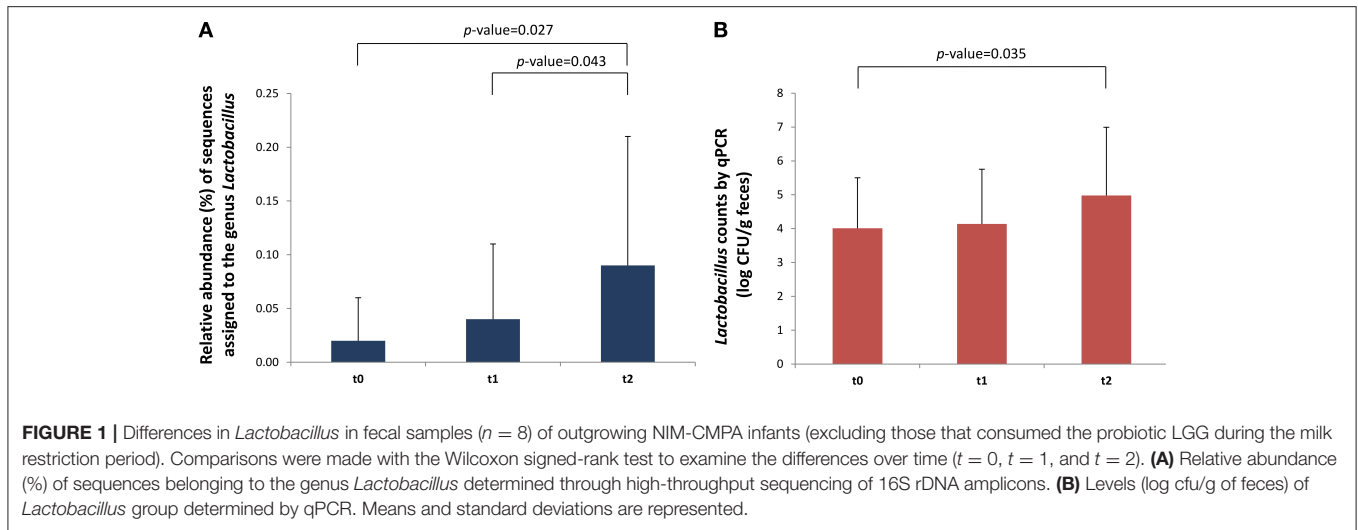 A
p-value=0.027
p-value=0.043
Relative abundance (%) of sequences
assigned to the genus Lactobacillus
0.25
0.20
0.15
0.10
0.05
0.00
t0 t1 t2
B
p-value=0.035
Lactobacillus counts by qPCR
(log CFU/g feces)
8
7
6
5
4
3
2
1
0
t0 t1 t2
FIGURE 1 | Differences in Lactobacillus in fecal samples (n = 8) of outgrowing NIM-CMPA infants (excluding those that consumed the probiotic LGG during the milk
restriction period). Comparisons were made with the Wilcoxon signed-rank test to examine the differences over time (t = 0, t = 1, and t = 2). (A) Relative abundance
(%) of sequences belonging to the genus Lactobacillus determined through high-throughput sequencing of 16S rDNA amplicons. (B) Levels (log cfu/g of feces) of
Lactobacillus group determined by qPCR. Means and standard deviations are represented.